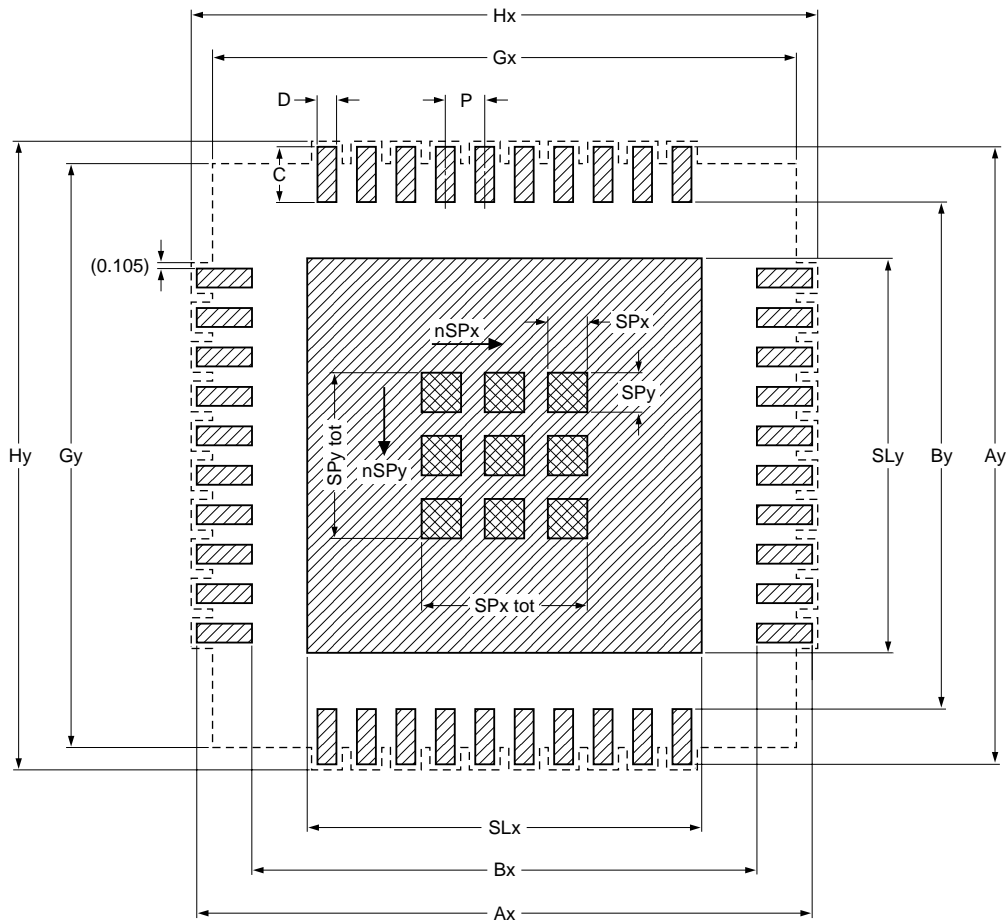 Hx
Gx
D
P
C
(0.105)
nSPx
SPx
SPy
SPy tot
nSPy
Hy
Gy
SLy
By
Ay
SPx tot
SLx
Bx
Ax